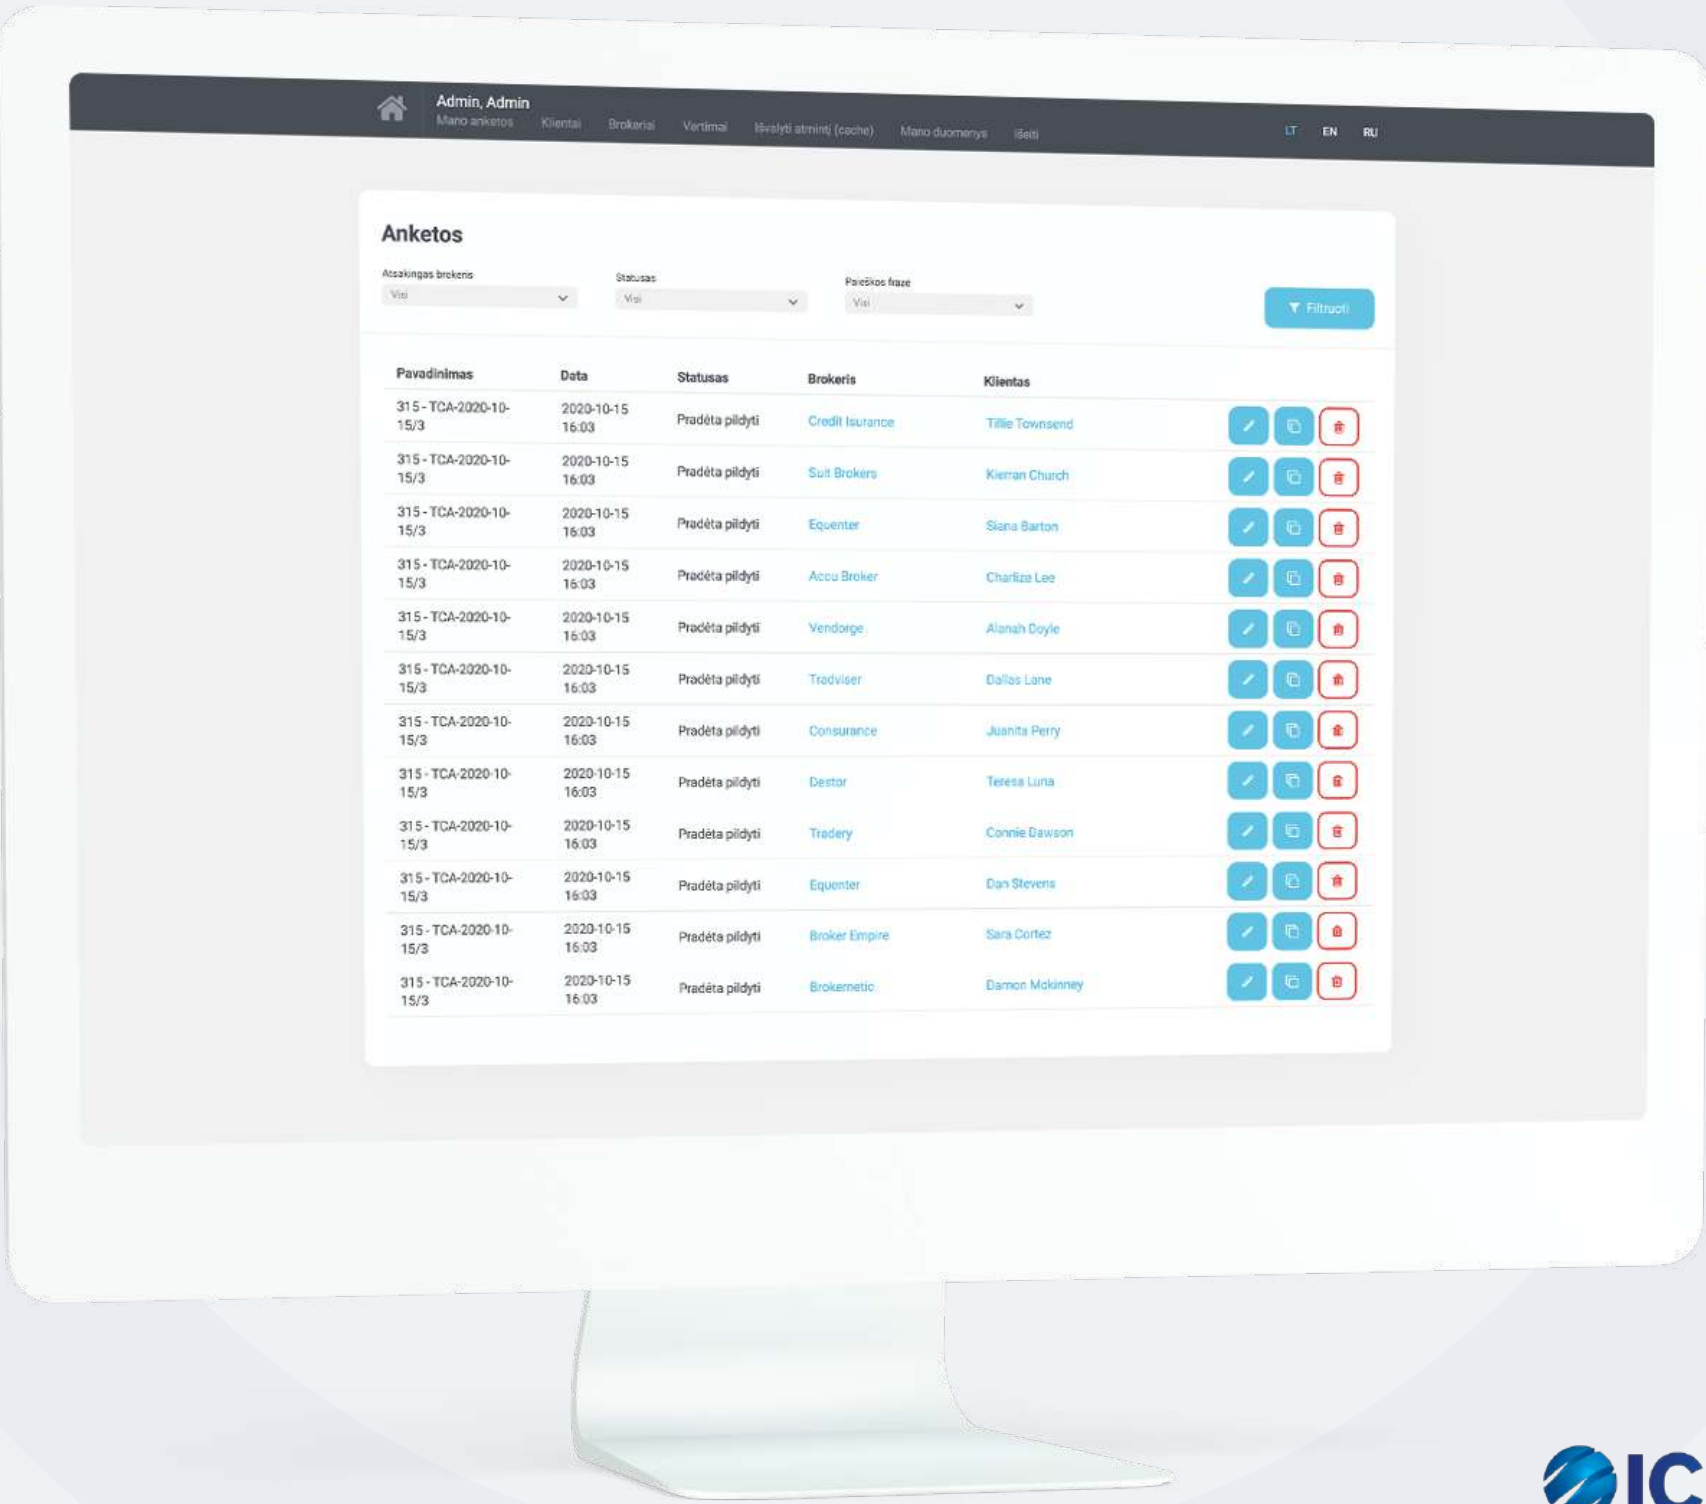 Admin, Admin
Mano anketos Klientai Brokeriai Vertimai Išvalyti atmintį (cache) Mano duomenys Išeiti LT EN RU
Anketos
Atsakingas brokeris Statusas Paieškos frazė
Visi Visi Visi Filtruoti
Pavadinimas Data Statusas Brokeris Klientas
315 - TCA-2020-10- 2020-10-15 Pradėta pildyti Credit Isurance Tillie Townsend
15/3 16:03
315 - TCA-2020-10- 2020-10-15 Pradėta pildyti Suit Brokers Kierran Church
15/3 16:03
315 - TCA-2020-10- 2020-10-15 Pradėta pildyti Equenter Siana Barton
15/3 16:03
315 - TCA-2020-10- 2020-10-15 Pradėta pildyti Accu Broker Charlize Lee
15/3 16:03
315 - TCA-2020-10- 2020-10-15 Pradėta pildyti Vendorge Alanah Doyle
15/3 16:03
315 - TCA-2020-10- 2020-10-15 Pradėta pildyti Tradviser Dallas Lane
15/3 16:03
315 - TCA-2020-10- 2020-10-15 Pradėta pildyti Consurance Juanita Perry
15/3 16:03
315 - TCA-2020-10- 2020-10-15 Pradėta pildyti Destor Teresa Luna
15/3 16:03
315 - TCA-2020-10- 2020-10-15 Pradėta pildyti Tradery Connie Dawson
15/3 16:03
315 - TCA-2020-10- 2020-10-15 Pradėta pildyti Equenter Dan Stevens
15/3 16:03
315 - TCA-2020-10- 2020-10-15 Pradėta pildyti Broker Empire Sara Cortez
15/3 16:03
315 - TCA-2020-10- 2020-10-15 Pradėta pildyti Brokernetic Damon Mckinney
15/3 16:03
IC